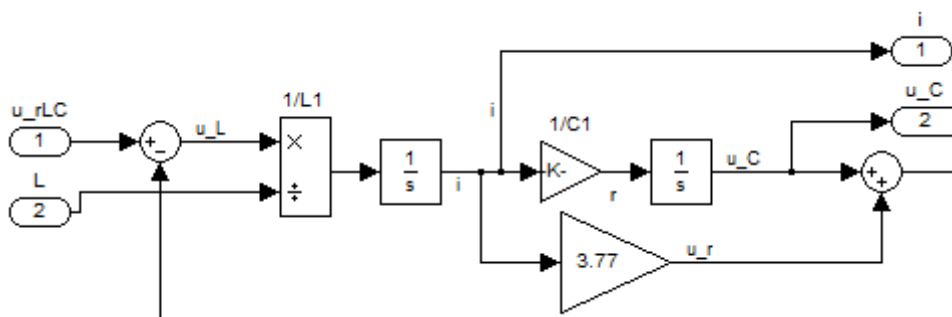 i
1
u_C
2
1/L1
1/C1
i
u_rLC
1
+
−
u_L
×
÷
1
s
i
K-
r
1
s
u_C
+
+
L
2
3.77
u_r